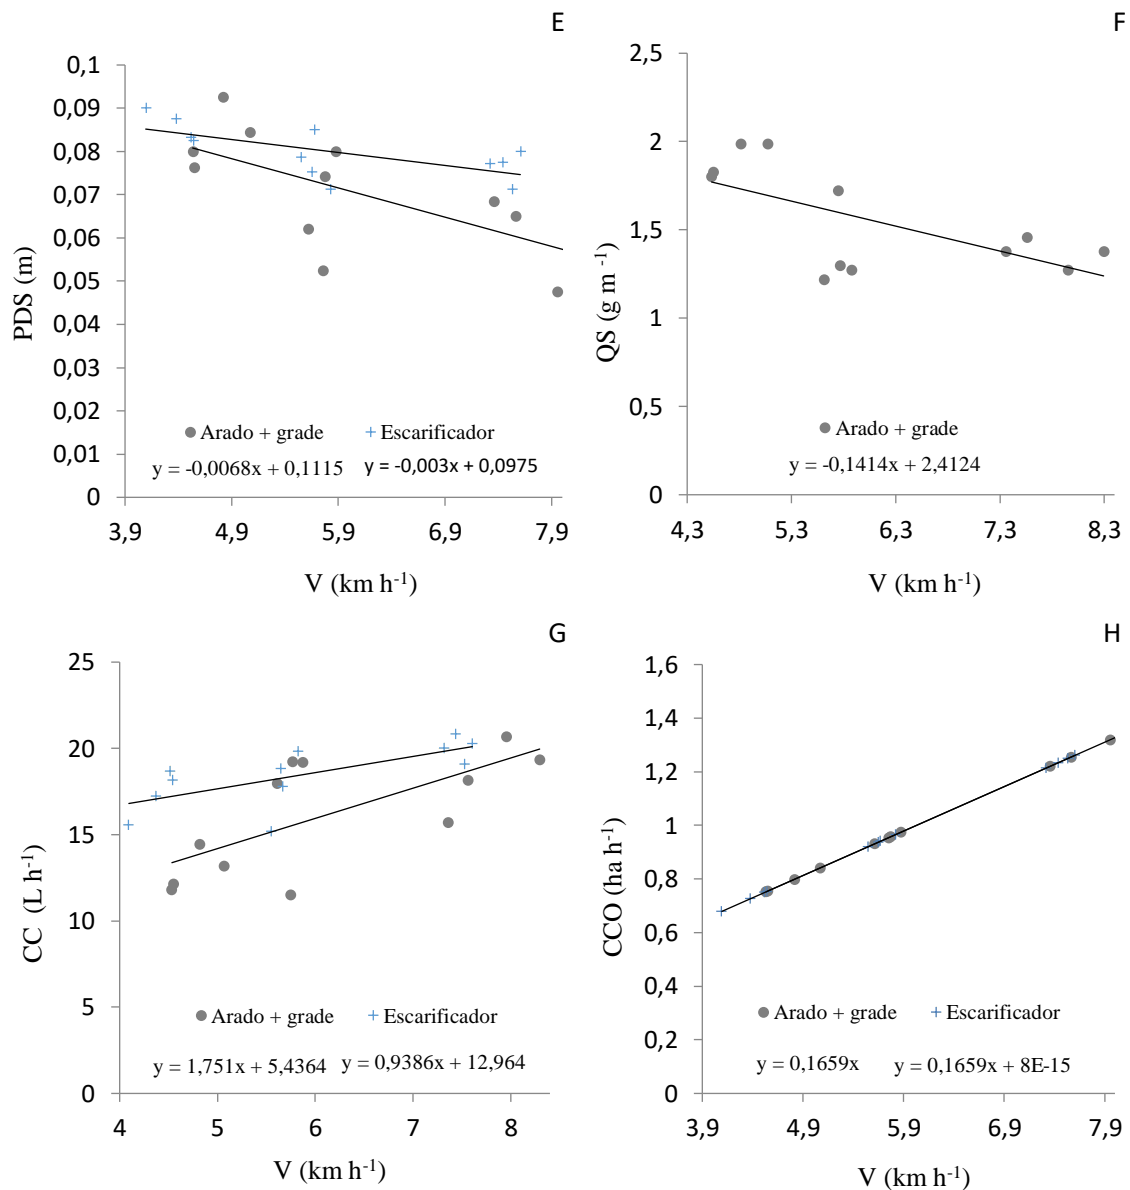 E
0,1
0,09
0,08
0,07
0,06
0,05
0,04
0,03
0,02
0,01
0
PDS (m)
Arado + grade
Escarificador
y = -0,0068x + 0,1115
y = -0,003x + 0,0975
3,9 4,9 5,9 6,9 7,9
V (km h-1)
F
2,5
2
1,5
1
0,5
0
QS (g m -1)
Arado + grade
y = -0,1414x + 2,4124
4,3 5,3 6,3 7,3 8,3
V (km h-1)
G
25
20
15
10
5
0
CC (L h-1)
Arado + grade
Escarificador
y = 1,751x + 5,4364
y = 0,9386x + 12,964
4 5 6 7 8
V (km h-1)
H
1,6
1,4
1,2
1
0,8
0,6
0,4
0,2
0
CCO (ha h-1)
Arado + grade
Escarificador
y = 0,1659x
y = 0,1659x + 8E-15
3,9 4,9 5,9 6,9 7,9
V (km h-1)